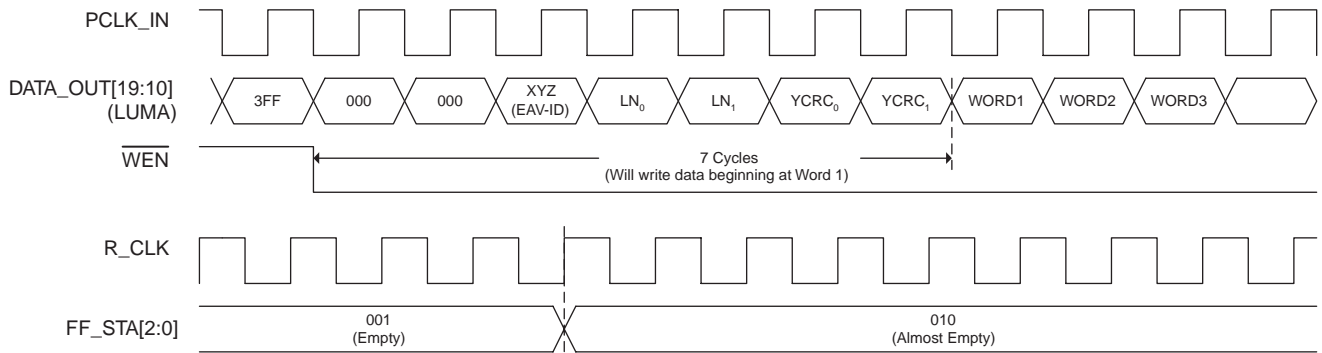 PCLK_IN
DATA_OUT[19:10]
(LUMA)
3FF
000
000
XYZ
(EAV-ID)
LN₀
LN₁
YCRC₀
YCRC₁
WORD1
WORD2
WORD3
WEN
7 Cycles
(Will write data beginning at Word 1)
R_CLK
FF_STA[2:0]
001
(Empty)
010
(Almost Empty)